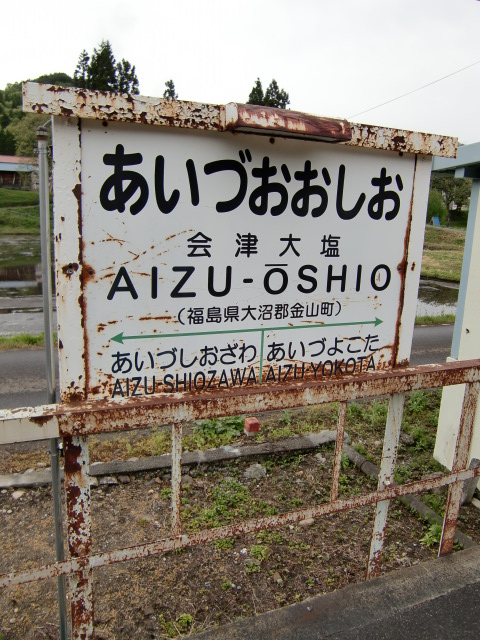 あいづおおしお
会津大塩
AIZU-ŌSHIO
(福島県大沼郡金山町)
あいづしおざわ あいづよこた
AIZU-SHIOZAWA AIZU-YOKOTA